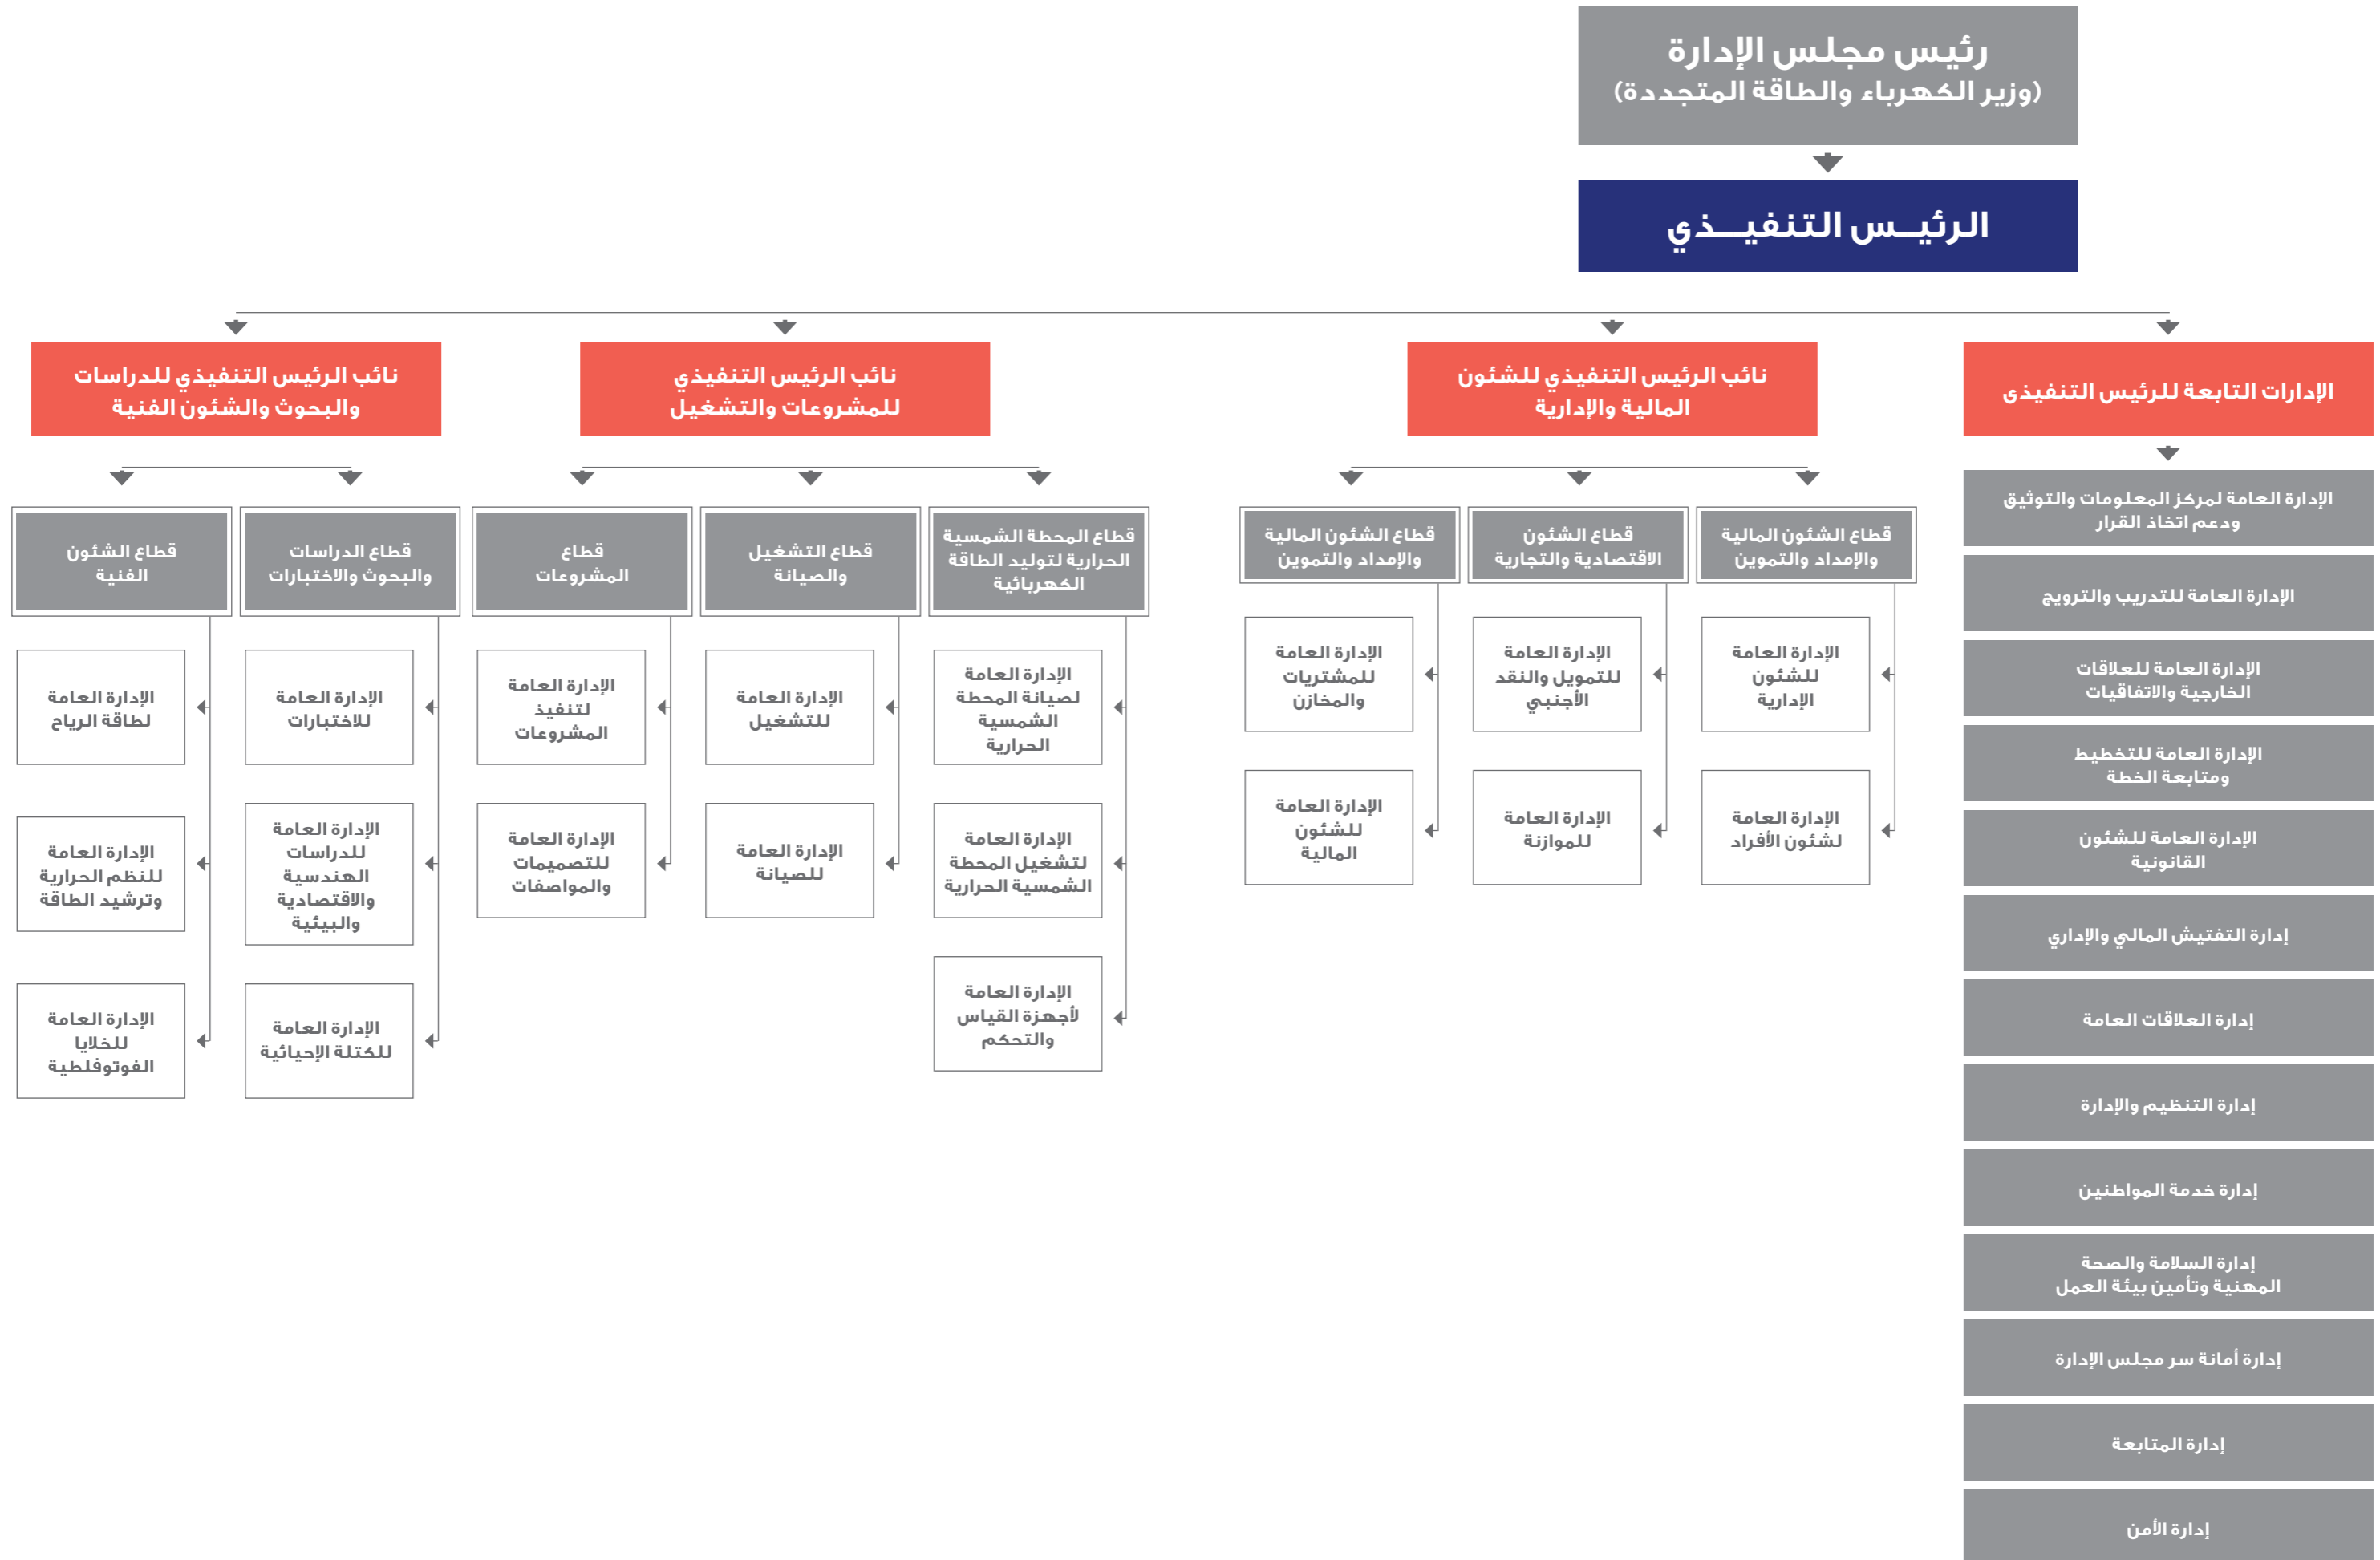 رئيس مجلس الإدارة
(وزير الكهرباء والطاقة المتجددة)
الرئيــس التنفيـــذي
الإدارات التابعة للرئيس التنفيذى
الإدارة العامة لمركز المعلومات والتوثيق
ودعم اتخاذ القرار
الإدارة العامة للتدريب والترويج
الإدارة العامة للعلاقات
الخارجية والاتفاقيات
الإدارة العامة للتخطيط
ومتابعة الخطة
الإدارة العامة للشئون
القانونية
إدارة التفتيش المالي والإداري
إدارة العلاقات العامة
إدارة التنظيم والإدارة
إدارة خدمة المواطنين
إدارة السلامة والصحة
المهنية وتأمين بيئة العمل
إدارة أمانة سر مجلس الإدارة
إدارة المتابعة
إدارة الأمن
نائب الرئيس التنفيذي للشئون
المالية والإدارية
قطاع الشئون المالية
والإمداد والتموين
الإدارة العامة
للشئون
الإدارية
الإدارة العامة
لشئون الأفراد
قطاع الشئون
الاقتصادية والتجارية
الإدارة العامة
للتمويل والنقد
الأجنبي
الإدارة العامة
للموازنة
قطاع الشئون المالية
والإمداد والتموين
الإدارة العامة
للمشتريات
والمخازن
الإدارة العامة
للشئون
المالية
نائب الرئيس التنفيذي
للمشروعات والتشغيل
قطاع المحطة الشمسية
الحرارية لتوليد الطاقة
الكهربائية
الإدارة العامة
لصيانة المحطة
الشمسية
الحرارية
الإدارة العامة
لتشغيل المحطة
الشمسية الحرارية
الإدارة العامة
لأجهزة القياس
والتحكم
قطاع التشغيل
والصيانة
الإدارة العامة
للتشغيل
الإدارة العامة
للصيانة
قطاع
المشروعات
الإدارة العامة
لتنفيذ
المشروعات
الإدارة العامة
للتصميمات
والمواصفات
نائب الرئيس التنفيذي للدراسات
والبحوث والشئون الفنية
قطاع الدراسات
والبحوث والاختبارات
الإدارة العامة
للاختبارات
الإدارة العامة
للدراسات
الهندسية
والاقتصادية
والبيئية
الإدارة العامة
للكتلة الإحيائية
قطاع الشئون
الفنية
الإدارة العامة
لطاقة الرياح
الإدارة العامة
للنظم الحرارية
وترشيد الطاقة
الإدارة العامة
للخلايا
الفوتوفلطية